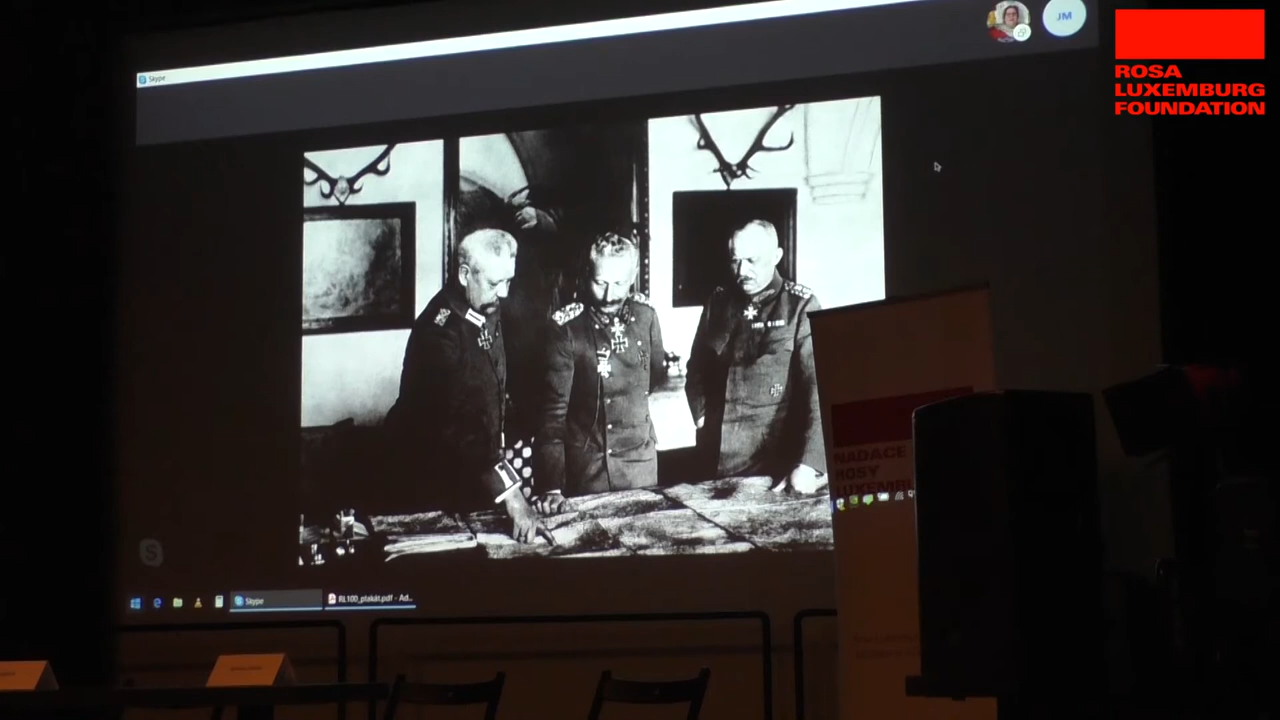 Skype
JM
ROSA
LUXEMBURG
FOUNDATION
NADACE
ROSY
LUXEMBU
Skype
RL100_plakát.pdf - Ad...